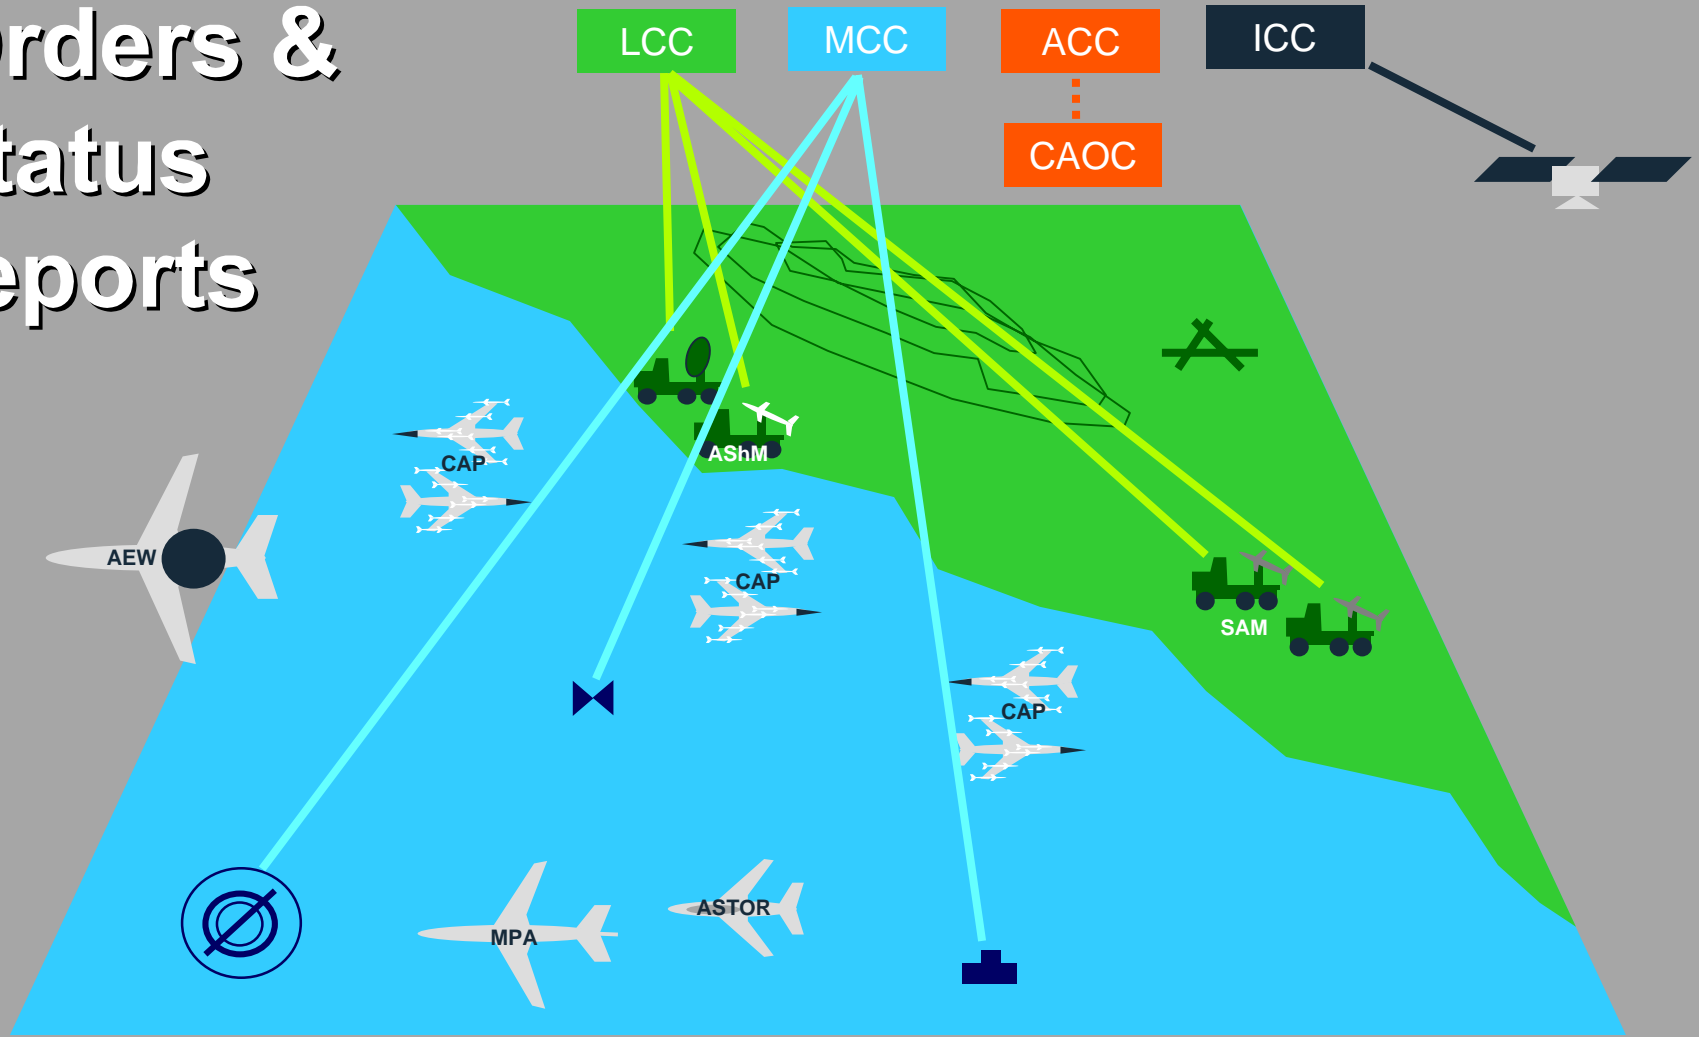 rders &
tatus
eports
LCC
MCC
ACC
ICC
CAOC
CAP
AShM
AEW
CAP
SAM
CAP
ASTOR
MPA